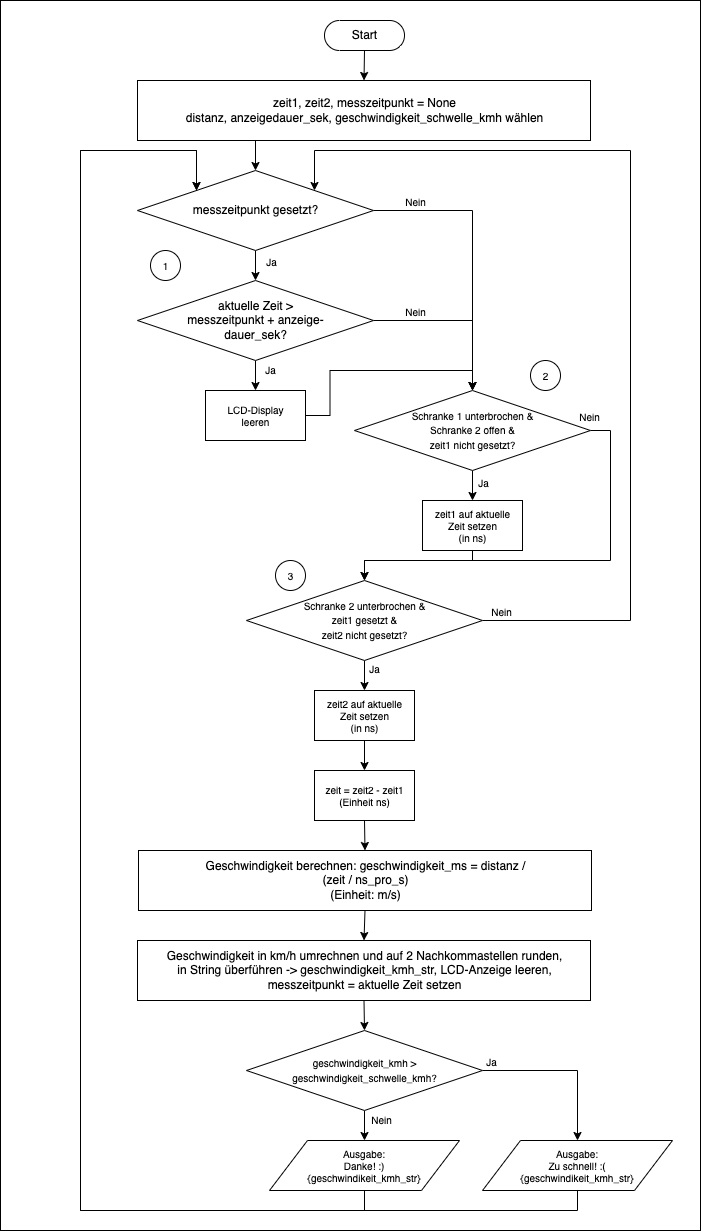 Start
zeit1, zeit2, messzeitpunkt = None
distanz, anzeigedauer_sek, geschwindigkeit_schwelle_kmh wählen
messzeitpunkt gesetzt?
Nein
Ja
1
aktuelle Zeit >
messzeitpunkt + anzeige-
dauer_sek?
Nein
Ja
LCD-Display
leeren
2
Schranke 1 unterbrochen &
Schranke 2 offen &
zeit1 nicht gesetzt?
Nein
Ja
zeit1 auf aktuelle
Zeit setzen
(in ns)
3
Schranke 2 unterbrochen &
zeit1 gesetzt &
zeit2 nicht gesetzt?
Nein
Ja
zeit2 auf aktuelle
Zeit setzen
(in ns)
zeit = zeit2 - zeit1
(Einheit ns)
Geschwindigkeit berechnen: geschwindigkeit_ms = distanz /
(zeit / ns_pro_s)
(Einheit: m/s)
Geschwindigkeit in km/h umrechnen und auf 2 Nachkommastellen runden,
in String überführen -> geschwindigkeit_kmh_str, LCD-Anzeige leeren,
messzeitpunkt = aktuelle Zeit setzen
geschwindigkeit_kmh >
geschwindigkeit_schwelle_kmh?
Ja
Nein
Ausgabe:
Danke! :)
{geschwindikeit_kmh_str}
Ausgabe:
Zu schnell! :(
{geschwindikeit_kmh_str}